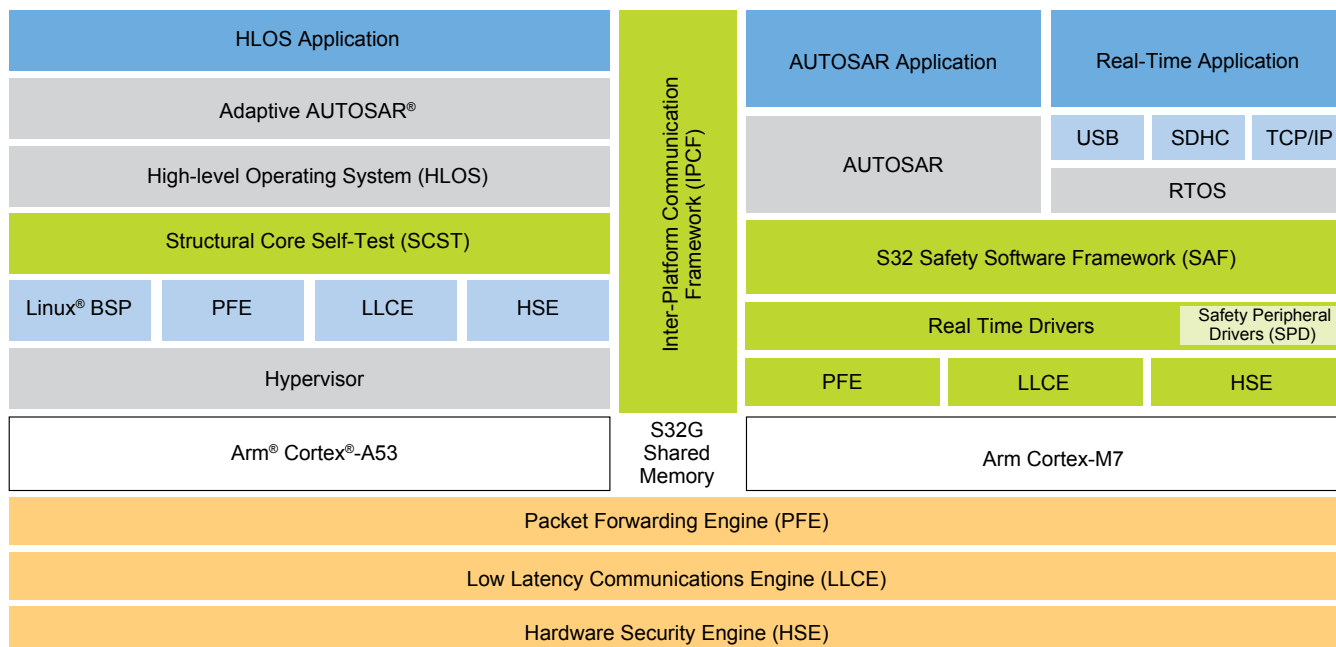 HLOS Application
Adaptive AUTOSAR®
High-level Operating System (HLOS)
Structural Core Self-Test (SCST)
Linux® BSP
PFE
LLCE
HSE
Hypervisor
Arm® Cortex®-A53
Inter-Platform Communication
Framework (IPCF)
S32G
Shared
Memory
AUTOSAR Application
Real-Time Application
AUTOSAR
USB
SDHC
TCP/IP
RTOS
S32 Safety Software Framework (SAF)
Real Time Drivers
Safety Peripheral
Drivers (SPD)
PFE
LLCE
HSE
Arm Cortex-M7
Packet Forwarding Engine (PFE)
Low Latency Communications Engine (LLCE)
Hardware Security Engine (HSE)